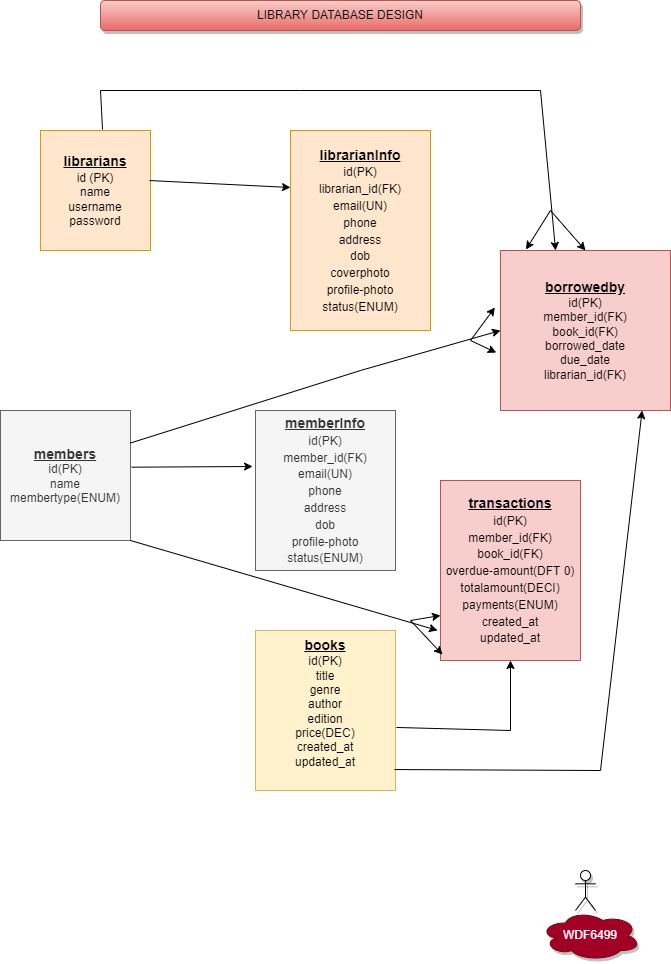 LIBRARY DATABASE DESIGN
librarians
id (PK)
name
username
password
librarianInfo
id(PK)
librarian_id(FK)
email(UN)
phone
address
dob
coverphoto
profile-photo
status(ENUM)
borrowedby
id(PK)
member_id(FK)
book_id(FK)
borrowed_date
due_date
librarian_id(FK)
members
id(PK)
name
membertype(ENUM)
memberInfo
id(PK)
member_id(FK)
email(UN)
phone
address
dob
profile-photo
status(ENUM)
transactions
id(PK)
member_id(FK)
book_id(FK)
overdue-amount(DFT 0)
totalamount(DECI)
payments(ENUM)
created_at
updated_at
books
id(PK)
title
genre
author
edition
price(DEC)
created_at
updated_at
WDF6499